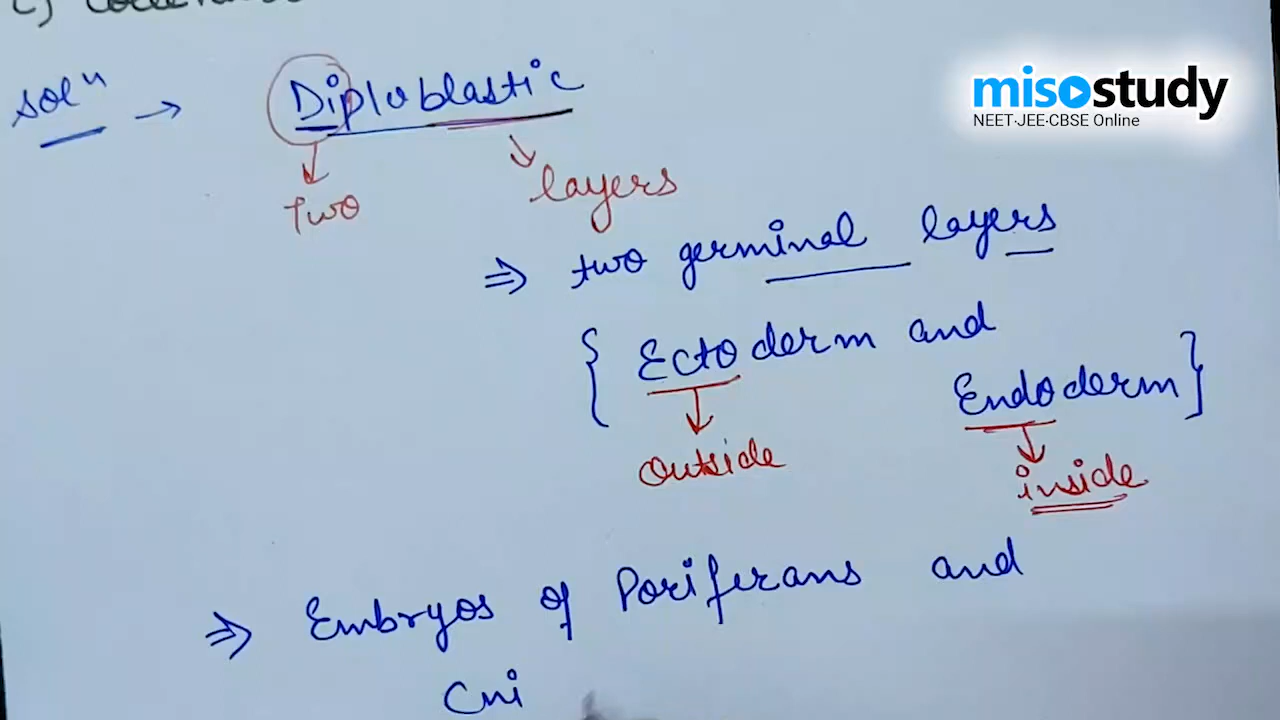 misostudy
NEET·JEE·CBSE Online
solⁿ → Diploblastic
two
layers
⇒ two germinal layers
{ Ectoderm and
Endoderm }
outside
inside
⇒ Embryos of Poriferans and
Cni